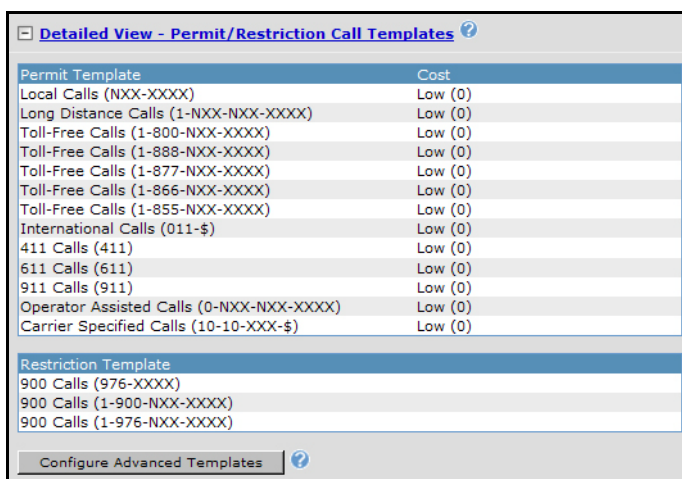 Detailed View - Permit/Restriction Call Templates ?
Permit Template Cost
Local Calls (NXX-XXXX) Low (0)
Long Distance Calls (1-NXX-NXX-XXXX) Low (0)
Toll-Free Calls (1-800-NXX-XXXX) Low (0)
Toll-Free Calls (1-888-NXX-XXXX) Low (0)
Toll-Free Calls (1-877-NXX-XXXX) Low (0)
Toll-Free Calls (1-866-NXX-XXXX) Low (0)
Toll-Free Calls (1-855-NXX-XXXX) Low (0)
International Calls (011-$) Low (0)
411 Calls (411) Low (0)
611 Calls (611) Low (0)
911 Calls (911) Low (0)
Operator Assisted Calls (0-NXX-NXX-XXXX) Low (0)
Carrier Specified Calls (10-10-XXX-$) Low (0)
Restriction Template
900 Calls (976-XXXX)
900 Calls (1-900-NXX-XXXX)
900 Calls (1-976-NXX-XXXX)
Configure Advanced Templates ?